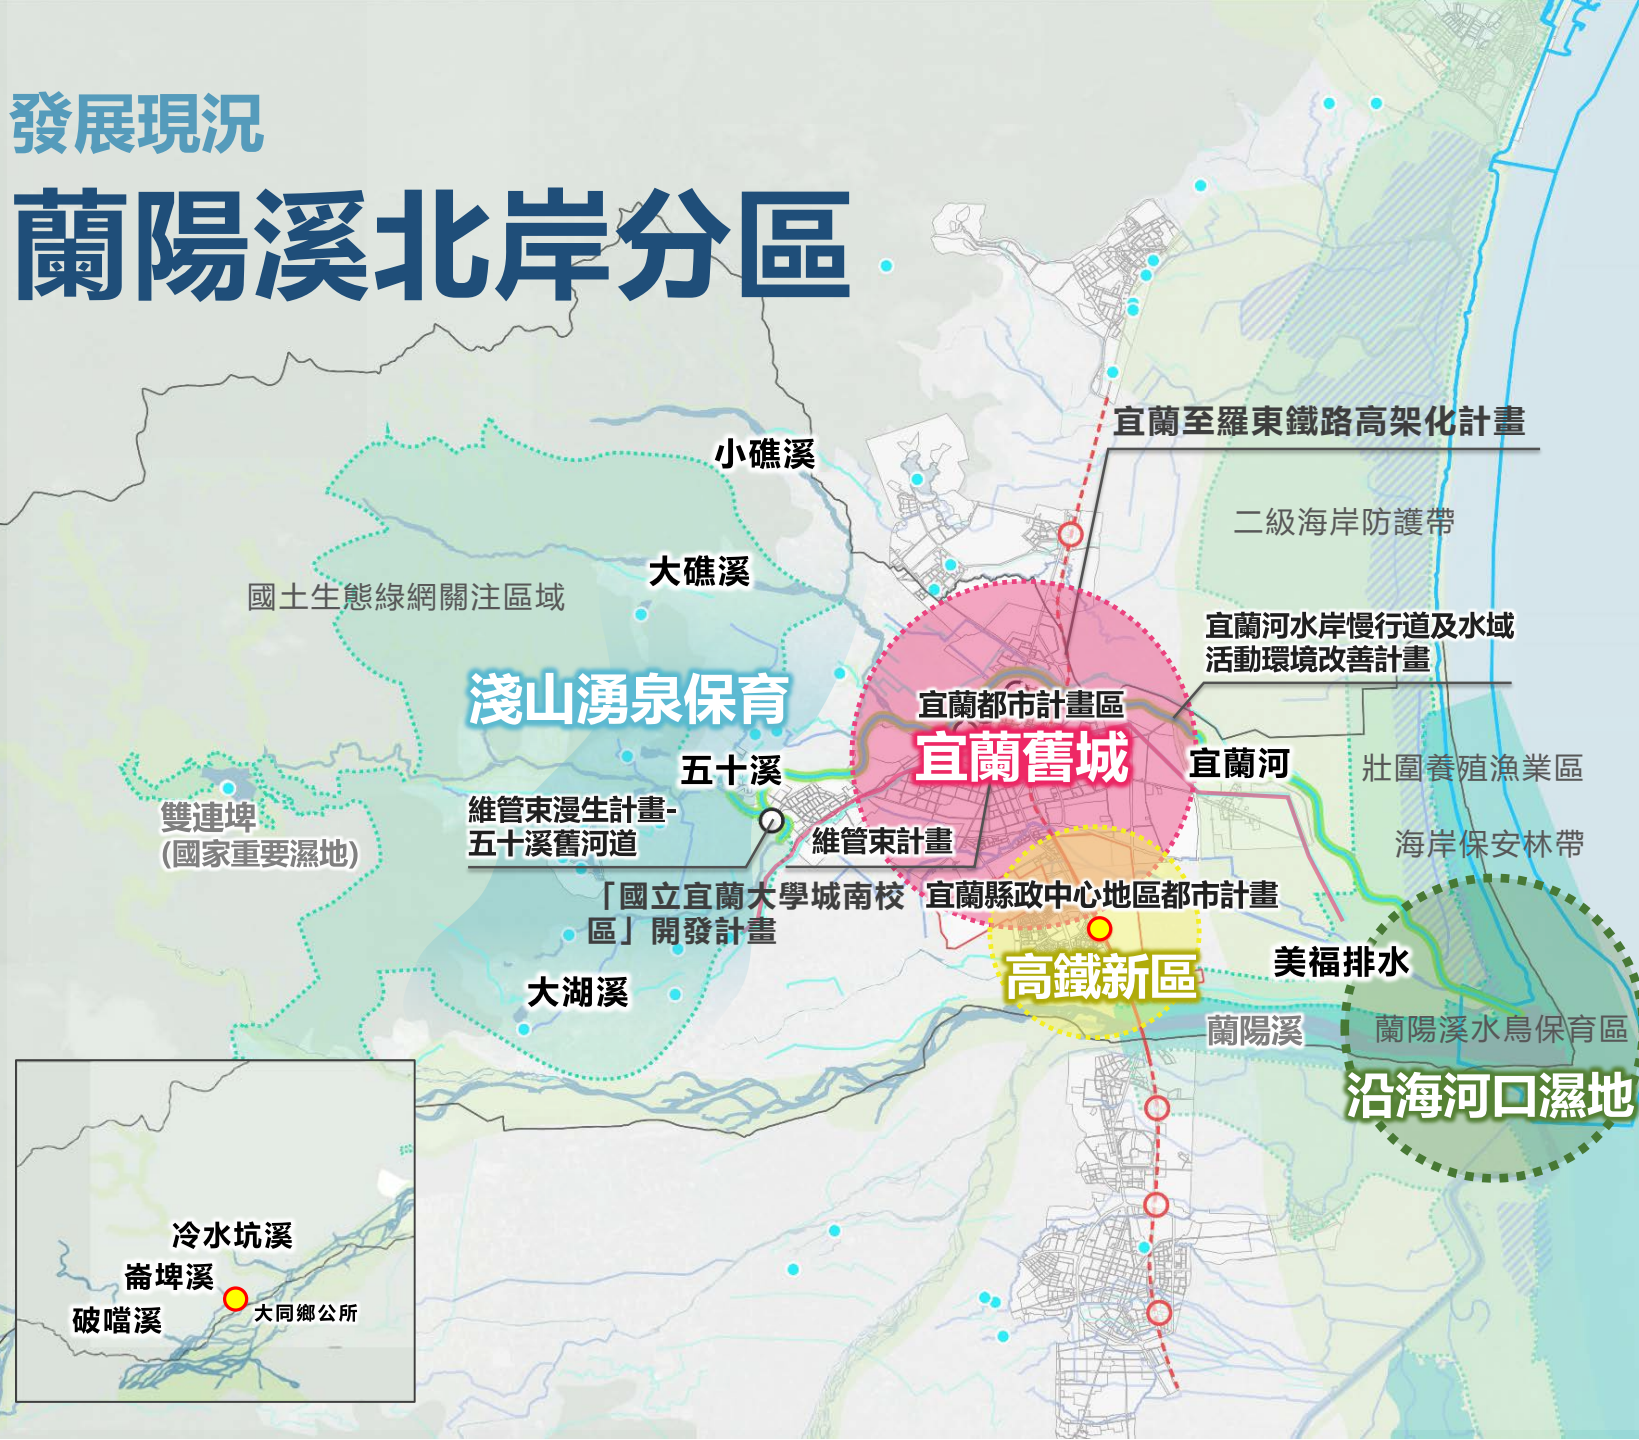 發展現況
蘭陽溪北岸分區
宜蘭至羅東鐵路高架化計畫
小礁溪
二級海岸防護帶
大礁溪
國土生態綠網關注區域
宜蘭河水岸慢行道及水域
活動環境改善計畫
淺山湧泉保育
宜蘭都市計畫區
宜蘭舊城
五十溪
宜蘭河
壯圍養殖漁業區
雙連埤
(國家重要濕地)
維管束漫生計畫-
五十溪舊河道
維管束計畫
海岸保安林帶
「國立宜蘭大學城南校
區」開發計畫
宜蘭縣政中心地區都市計畫
高鐵新區
美福排水
大湖溪
蘭陽溪
蘭陽溪水鳥保育區
沿海河口濕地
冷水坑溪
崙埤溪
破噹溪
大同鄉公所